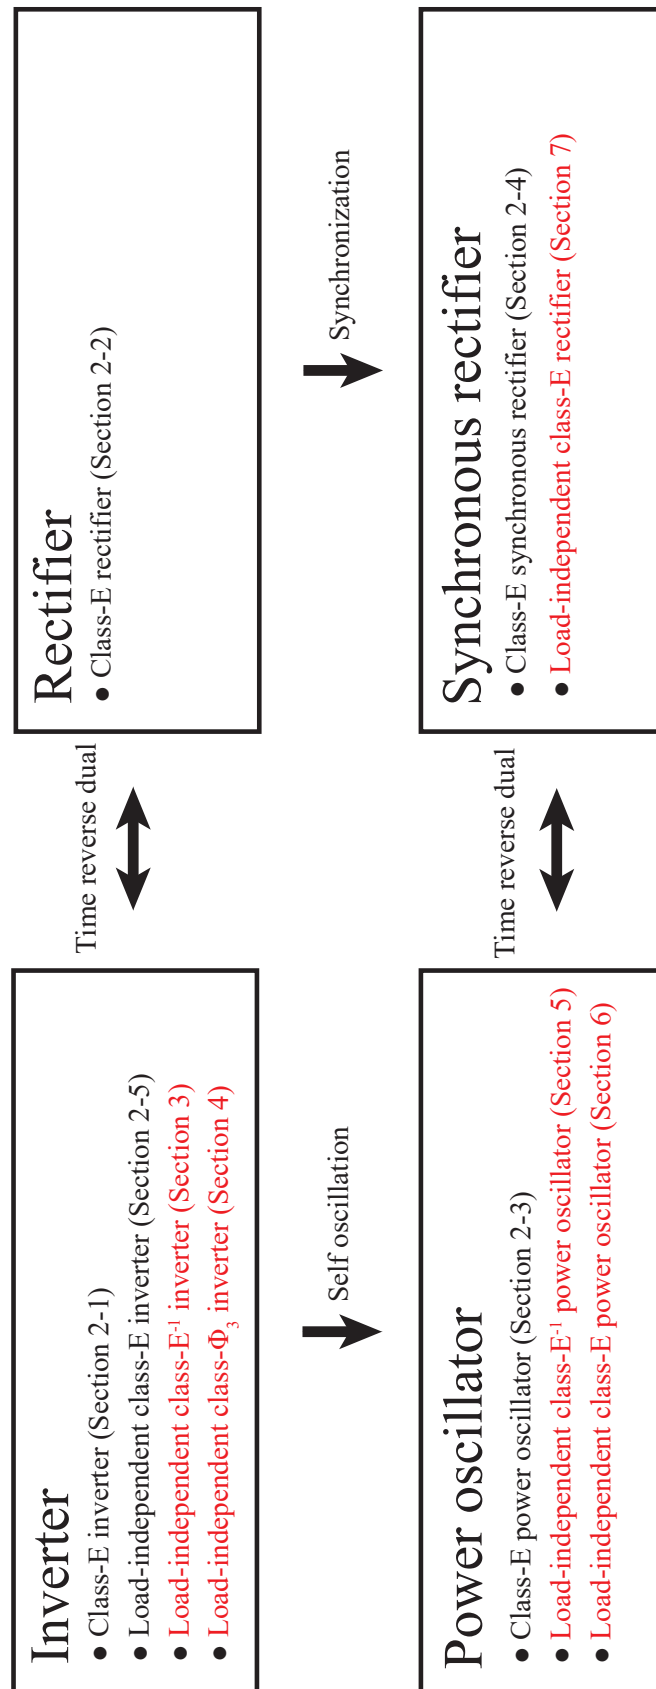 Inverter
● Class-E inverter (Section 2-1)
● Load-independent class-E inverter (Section 2-5)
● Load-independent class-E⁻¹ inverter (Section 3)
● Load-independent class-Φ₃ inverter (Section 4)
Time reverse dual
Rectifier
● Class-E rectifier (Section 2-2)
Self oscillation
Synchronization
Power oscillator
● Class-E power oscillator (Section 2-3)
● Load-independent class-E⁻¹ power osillator (Section 5)
● Load-independent class-E power oscillator (Section 6)
Time reverse dual
Synchronous rectifier
● Class-E synchronous rectifier (Section 2-4)
● Load-independent class-E rectifier (Section 7)